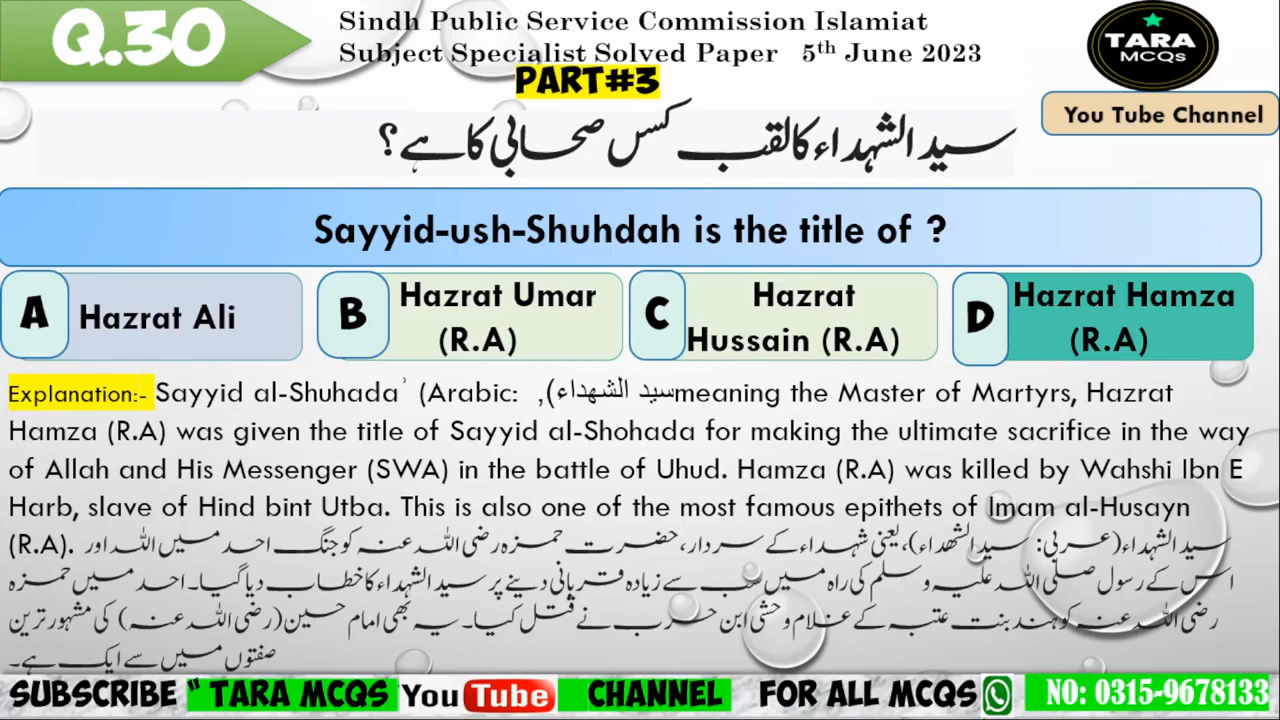 Q.30
Sindh Public Service Commission Islamiat
Subject Specialist Solved Paper 5th June 2023
PART#3
TARA
MCQs
You Tube Channel
سید الشہداء کا لقب کس صحابی کا ہے؟
Sayyid-ush-Shuhdah is the title of ?
A Hazrat Ali
B Hazrat Umar
(R.A)
C Hazrat
Hussain (R.A)
D Hazrat Hamza
(R.A)
Explanation:- Sayyid al-Shuhadaʾ (Arabic: سيد الشهداء), meaning the Master of Martyrs, Hazrat
Hamza (R.A) was given the title of Sayyid al-Shohada for making the ultimate sacrifice in the way
of Allah and His Messenger (SWA) in the battle of Uhud. Hamza (R.A) was killed by Wahshi Ibn E
Harb, slave of Hind bint Utba. This is also one of the most famous epithets of Imam al-Husayn
(R.A). سید الشہداء (عربی: سید الشھداء)، یعنی شہداء کے سردار، حضرت حمزہ رضی اللہ عنہ کو جنگ احد میں اللہ اور
اس کے رسول صلی اللہ علیہ وسلم کی راہ میں سب سے زیادہ قربانی دینے پر سید الشہداء کا خطاب دیا گیا۔ احد میں حمزہ
رضی اللہ عنہ کو ہند بنت عتبہ کے غلام وحشی ابن حرب نے قتل کیا۔ یہ بھی امام حسین (رضی اللہ عنہ) کی مشہور ترین
صفتوں میں سے ایک ہے۔
SUBSCRIBE " TARA MCQS YouTube CHANNEL FOR ALL MCQS NO: 0315-9678133